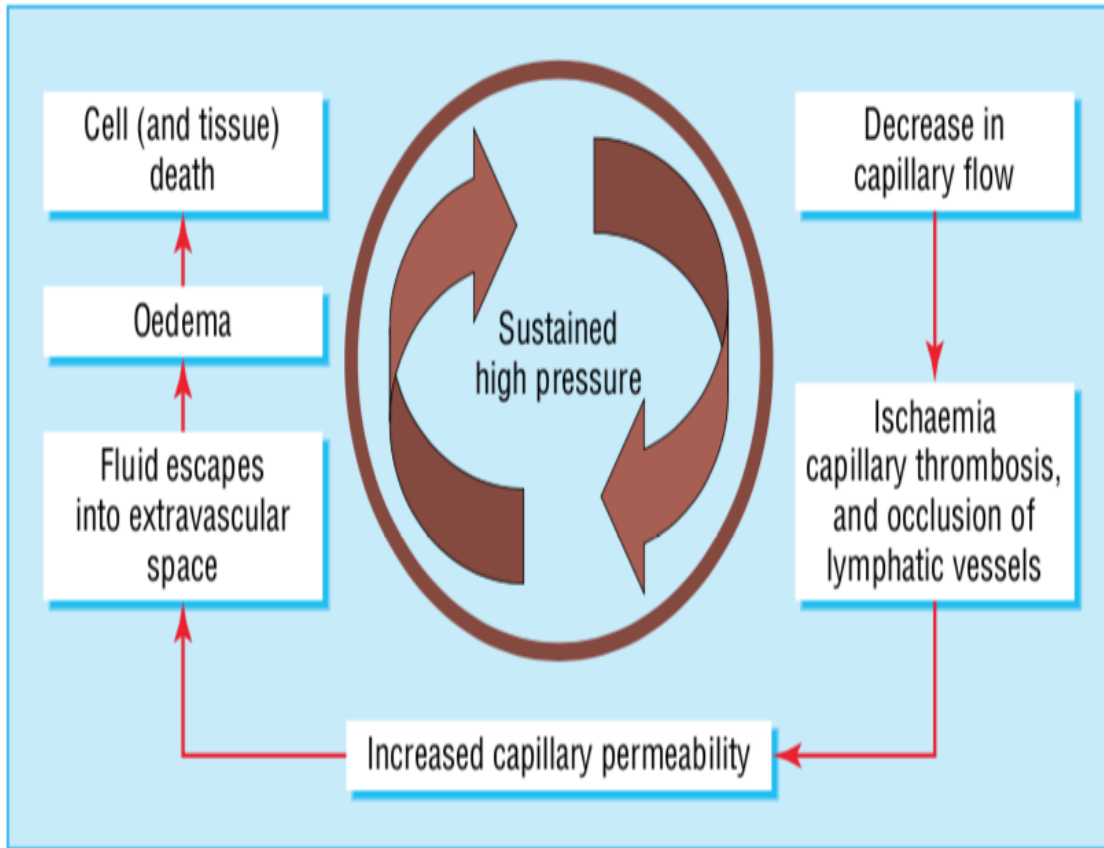 Cell (and tissue)
death
Oedema
Fluid escapes
into extravascular
space
Sustained
high pressure
Decrease in
capillary flow
Ischaemia
capillary thrombosis,
and occlusion of
lymphatic vessels
Increased capillary permeability